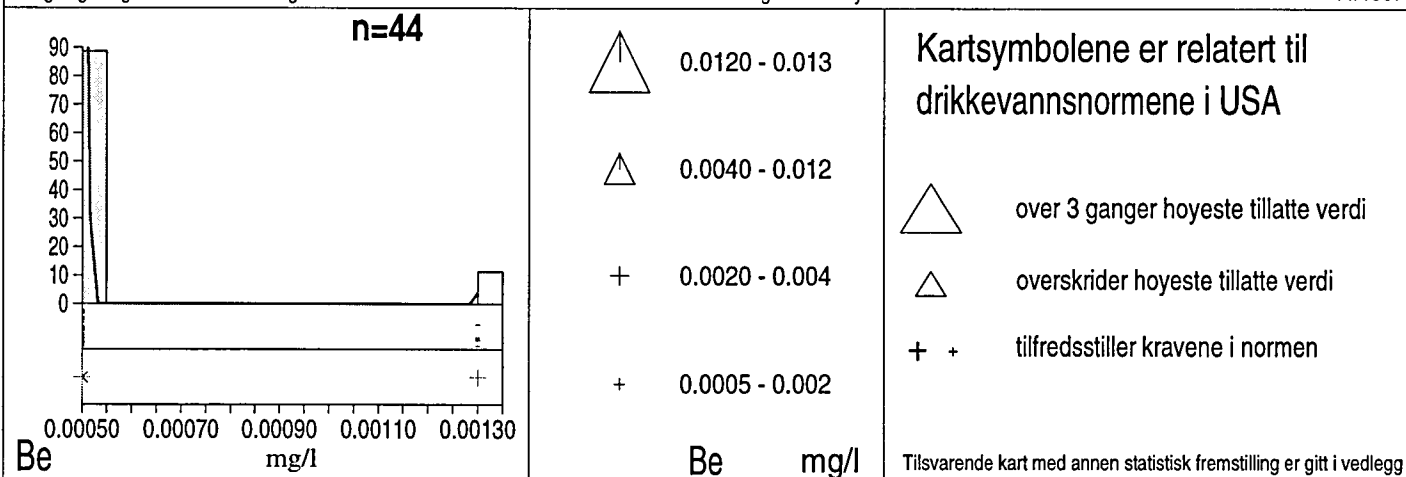 n=44
90
80
70
60
50
40
30
20
10
0
0.00050 0.00070 0.00090 0.00110 0.00130
Be mg/l
0.0120 - 0.013
0.0040 - 0.012
0.0020 - 0.004
0.0005 - 0.002
Be mg/l
Kartsymbolene er relatert til
drikkevannsnormene i USA
over 3 ganger hoyeste tillatte verdi
overskrider hoyeste tillatte verdi
tilfredsstiller kravene i normen
Tilsvarende kart med annen statistisk fremstilling er gitt i vedlegg